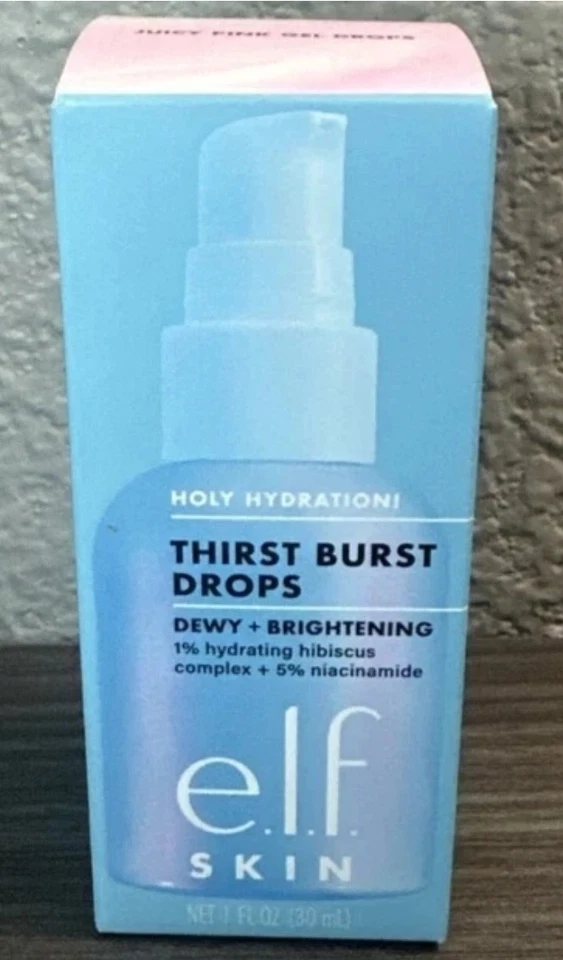 JUICY PINK GEL DROPS
HOLY HYDRATION!
THIRST BURST
DROPS
DEWY + BRIGHTENING
1% hydrating hibiscus
complex + 5% niacinamide
e.l.f.
SKIN
NET 1 FL OZ (30 mL)